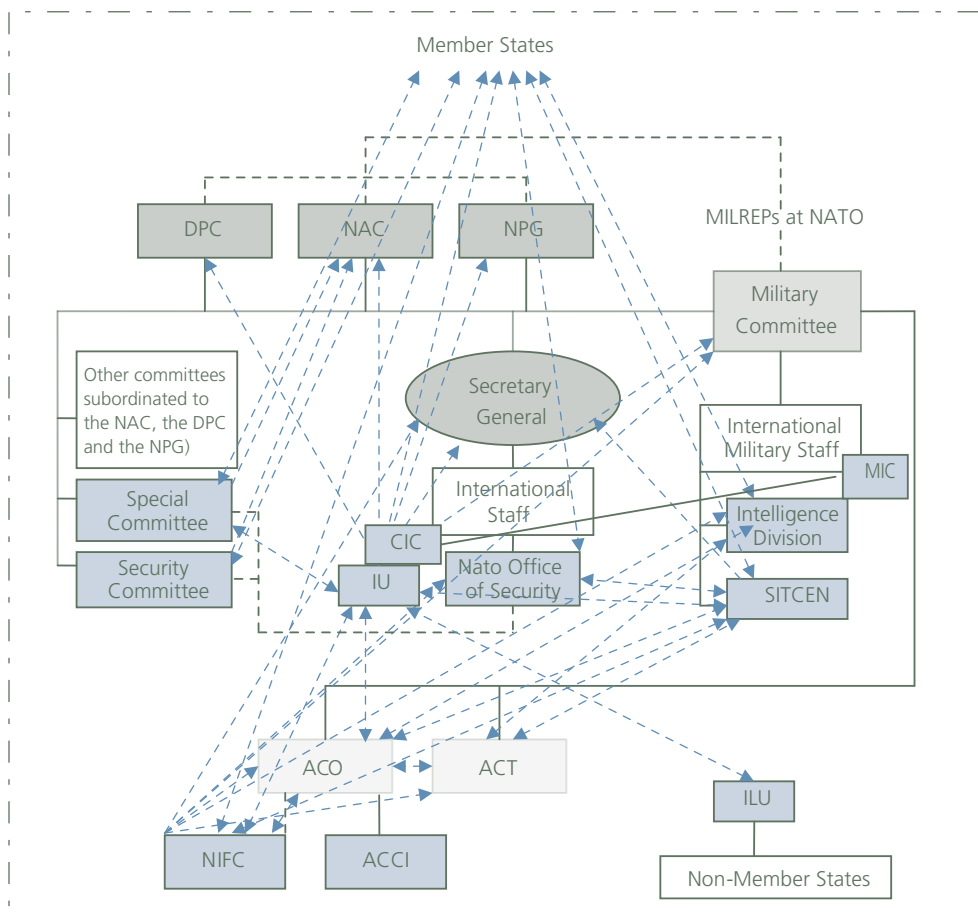 Member States
DPC
NAC
NPG
MILREPs at NATO
Military
Committee
Other committees
subordinated to
the NAC, the DPC
and the NPG)
Secretary
General
International
Military Staff
MIC
International
Staff
Special
Committee
Intelligence
Division
CIC
Security
Committee
IU
Nato Office
of Security
SITCEN
ACO
ACT
ILU
NIFC
ACCI
Non-Member States